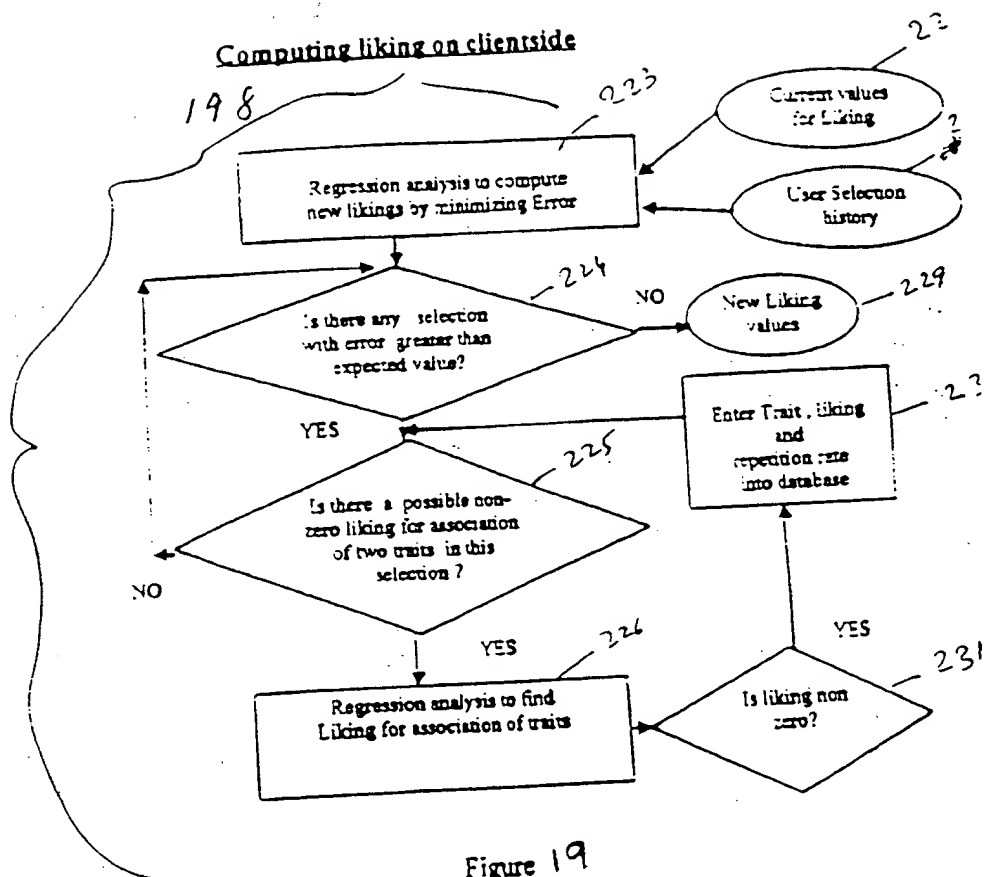 Computing liking on clientside
198
223
22
Current values
for Liking
Regression analysis to compute
new likings by minimizing Error
User Selection
history
224
Is there any selection
with error greater than
expected value?
NO
New Liking
values
229
YES
Enter Trait, liking
and
repetition rate
into database
23
225
Is there a possible non-
zero liking for association
of two traits in this
selection ?
NO
YES
226
Regression analysis to find
Liking for association of traits
YES
Is liking non
zero?
231
Figure 19